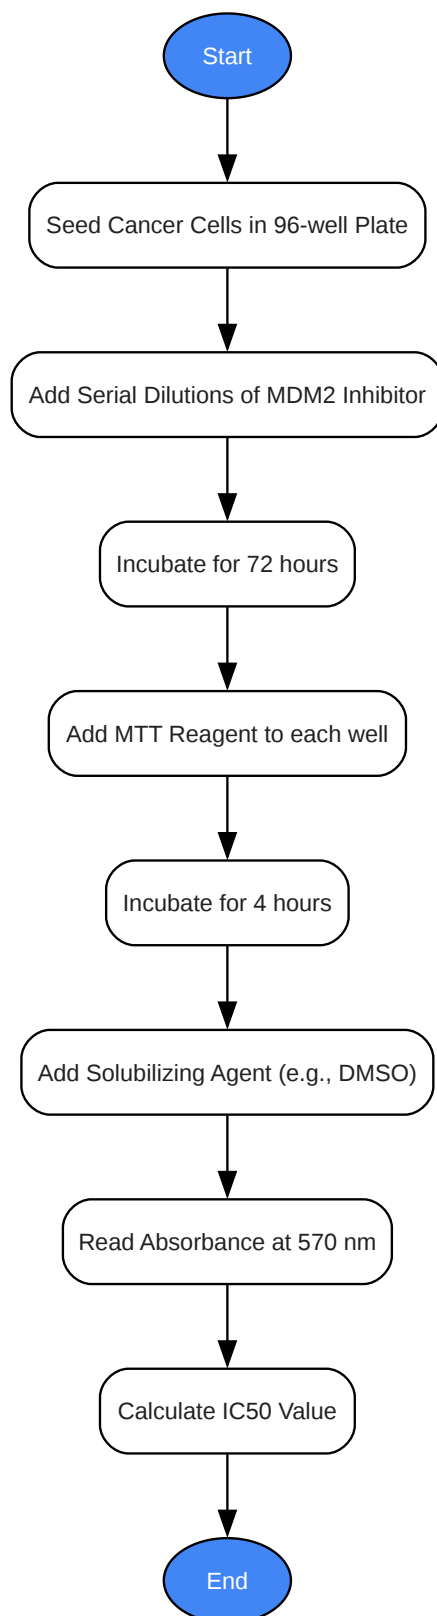 Start
Seed Cancer Cells in 96-well Plate
Add Serial Dilutions of MDM2 Inhibitor
Incubate for 72 hours
Add MTT Reagent to each well
Incubate for 4 hours
Add Solubilizing Agent (e.g., DMSO)
Read Absorbance at 570 nm
Calculate IC50 Value
End